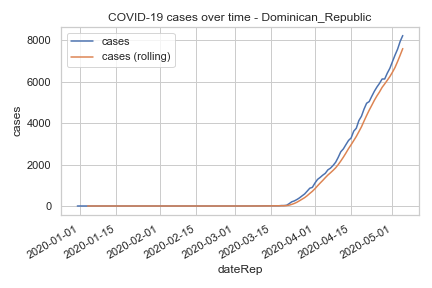 COVID-19 cases over time - Dominican_Republic
cases
cases (rolling)
8000
6000
4000
2000
0
cases
2020-01-01
2020-01-15
2020-02-01
2020-02-15
2020-03-01
2020-03-15
2020-04-01
2020-04-15
2020-05-01
dateRep